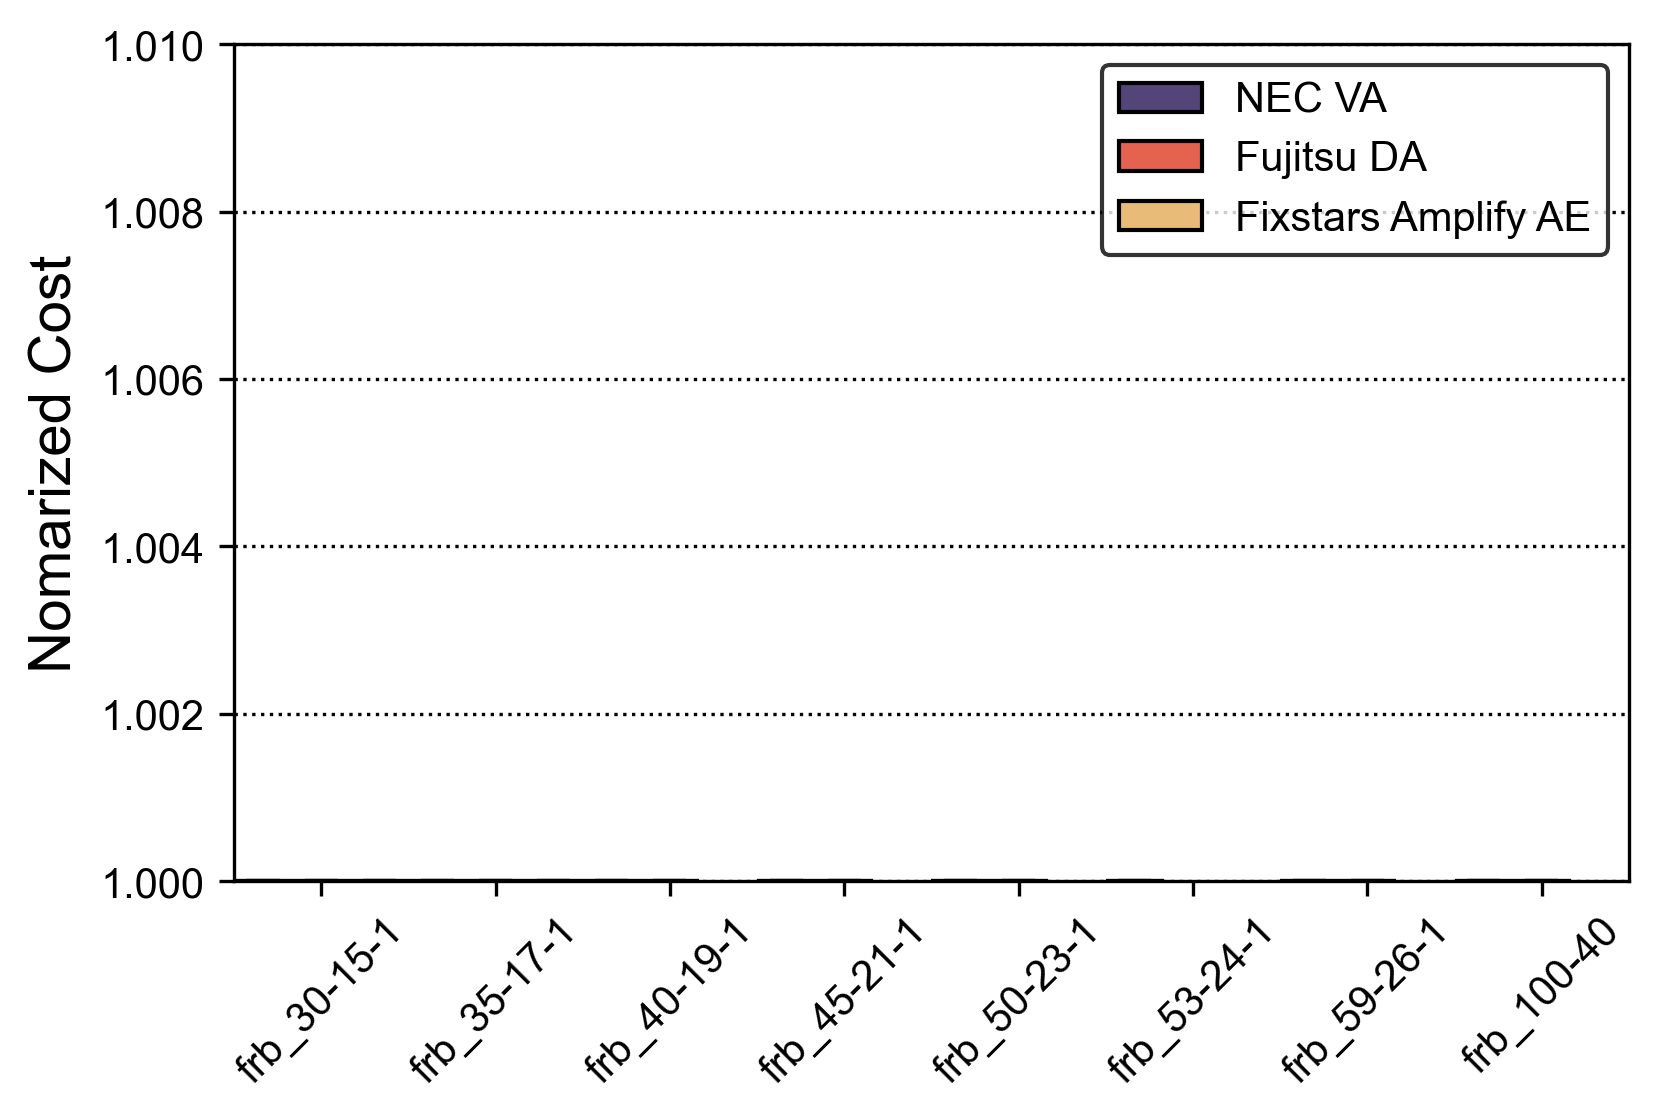 1.010
1.008
1.006
1.004
1.002
1.000
Nomarized Cost
NEC VA
Fujitsu DA
Fixstars Amplify AE
frb_30-15-1
frb_35-17-1
frb_40-19-1
frb_45-21-1
frb_50-23-1
frb_53-24-1
frb_59-26-1
frb_100-40